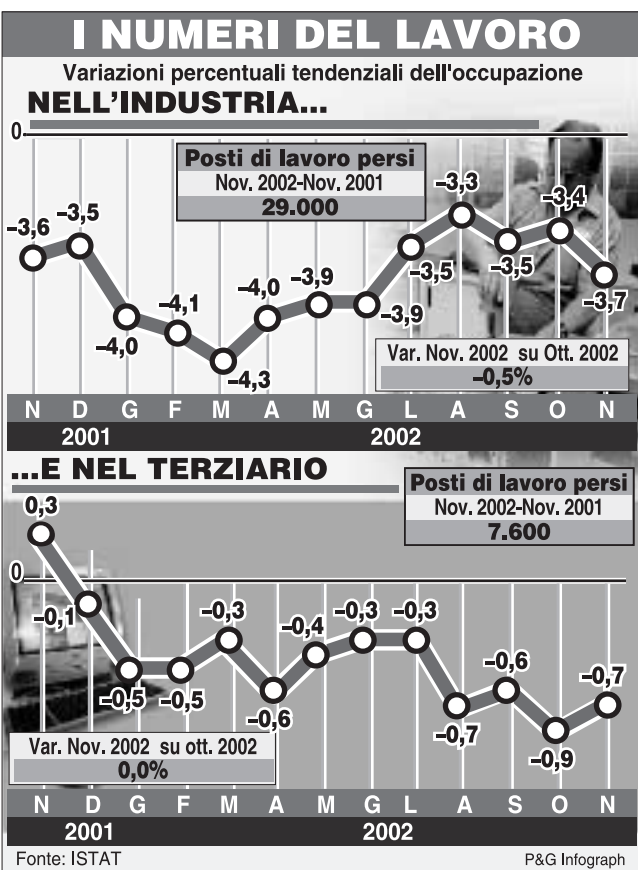 I NUMERI DEL LAVORO
Variazioni percentuali tendenziali dell'occupazione
NELL'INDUSTRIA...
0
Posti di lavoro persi
Nov. 2002-Nov. 2001
29.000
–3,6
–3,5
–4,0
–4,1
–4,3
–4,0
–3,9
–3,9
–3,5
–3,3
–3,5
–3,4
–3,7
Var. Nov. 2002 su Ott. 2002
–0,5%
N D G F M A M G L A S O N
2001 2002
...E NEL TERZIARIO
Posti di lavoro persi
Nov. 2002-Nov. 2001
7.600
0
0,3
–0,1
–0,5
–0,5
–0,3
–0,6
–0,4
–0,3
–0,3
–0,7
–0,6
–0,9
–0,7
Var. Nov. 2002 su ott. 2002
0,0%
N D G F M A M G L A S O N
2001 2002
Fonte: ISTAT P&G Infograph